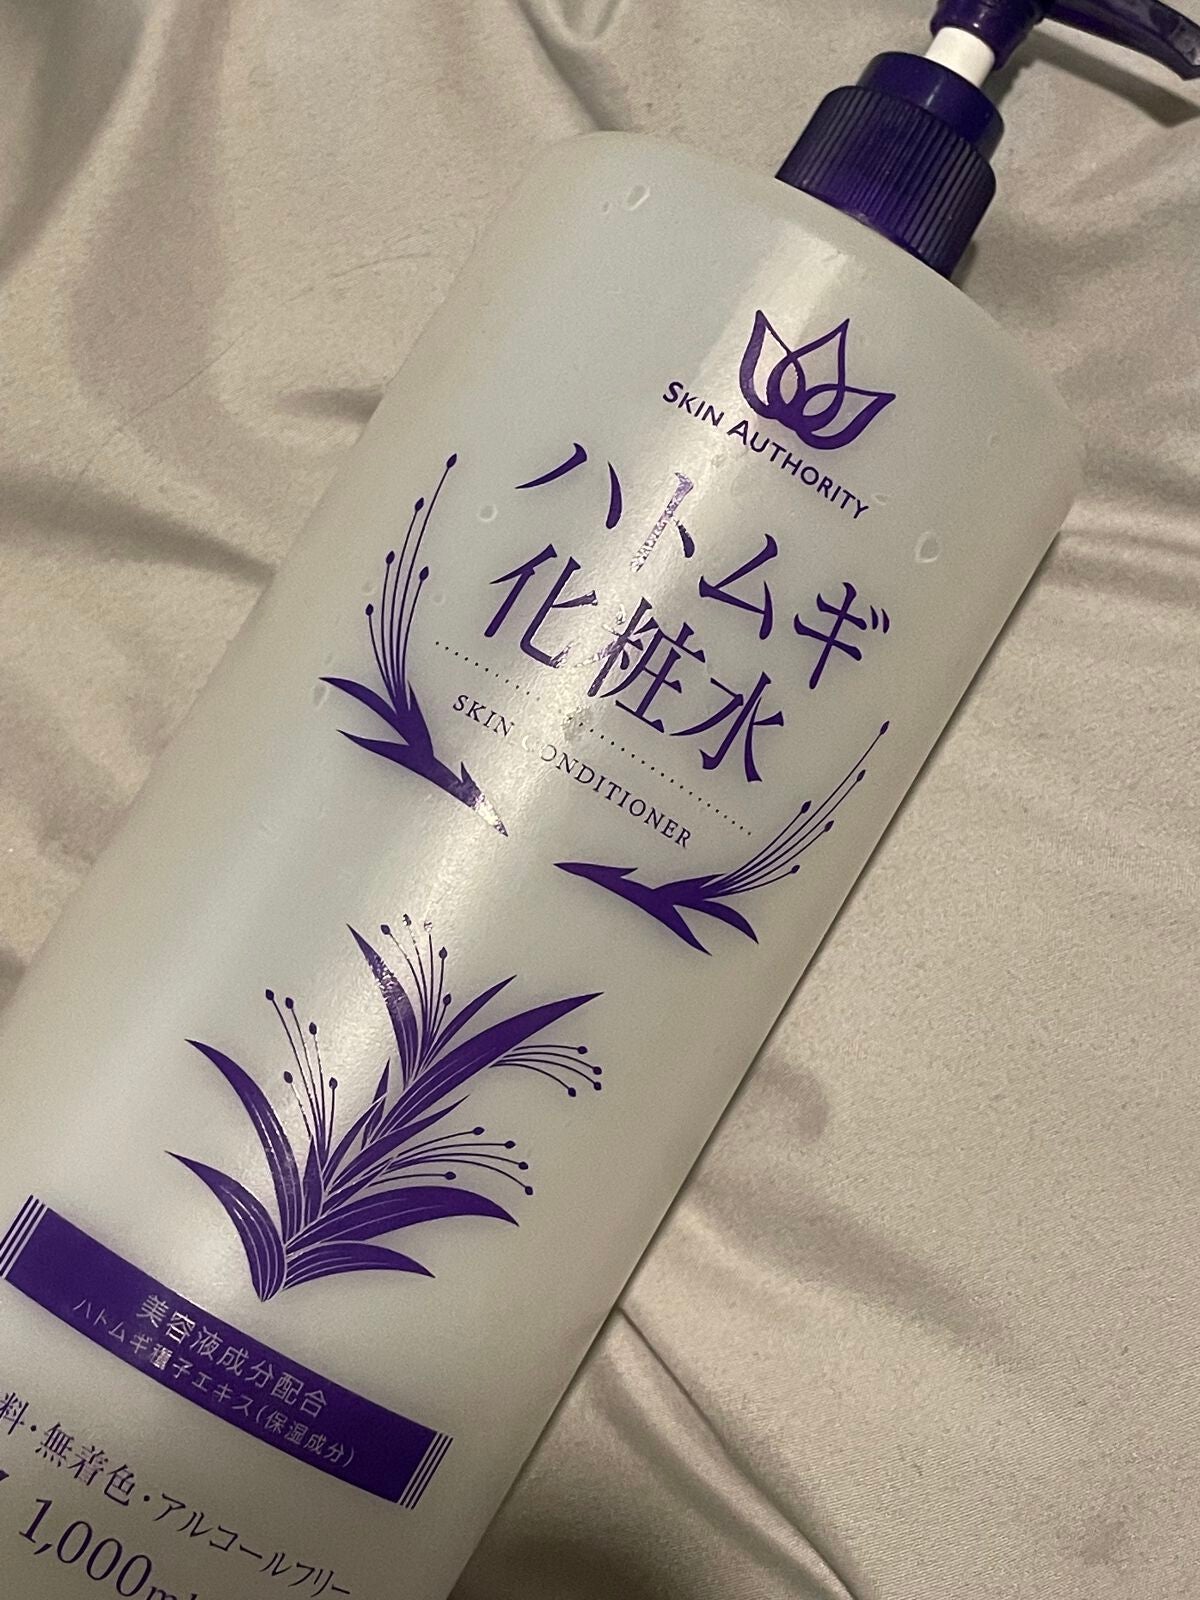 SKIN AUTHORITY
ハトムギ
化粧水
SKIN CONDITIONER
美容液成分配合
ハトムギ種子エキス(保湿成分)
料・無着色・アルコールフリー
1,000ml